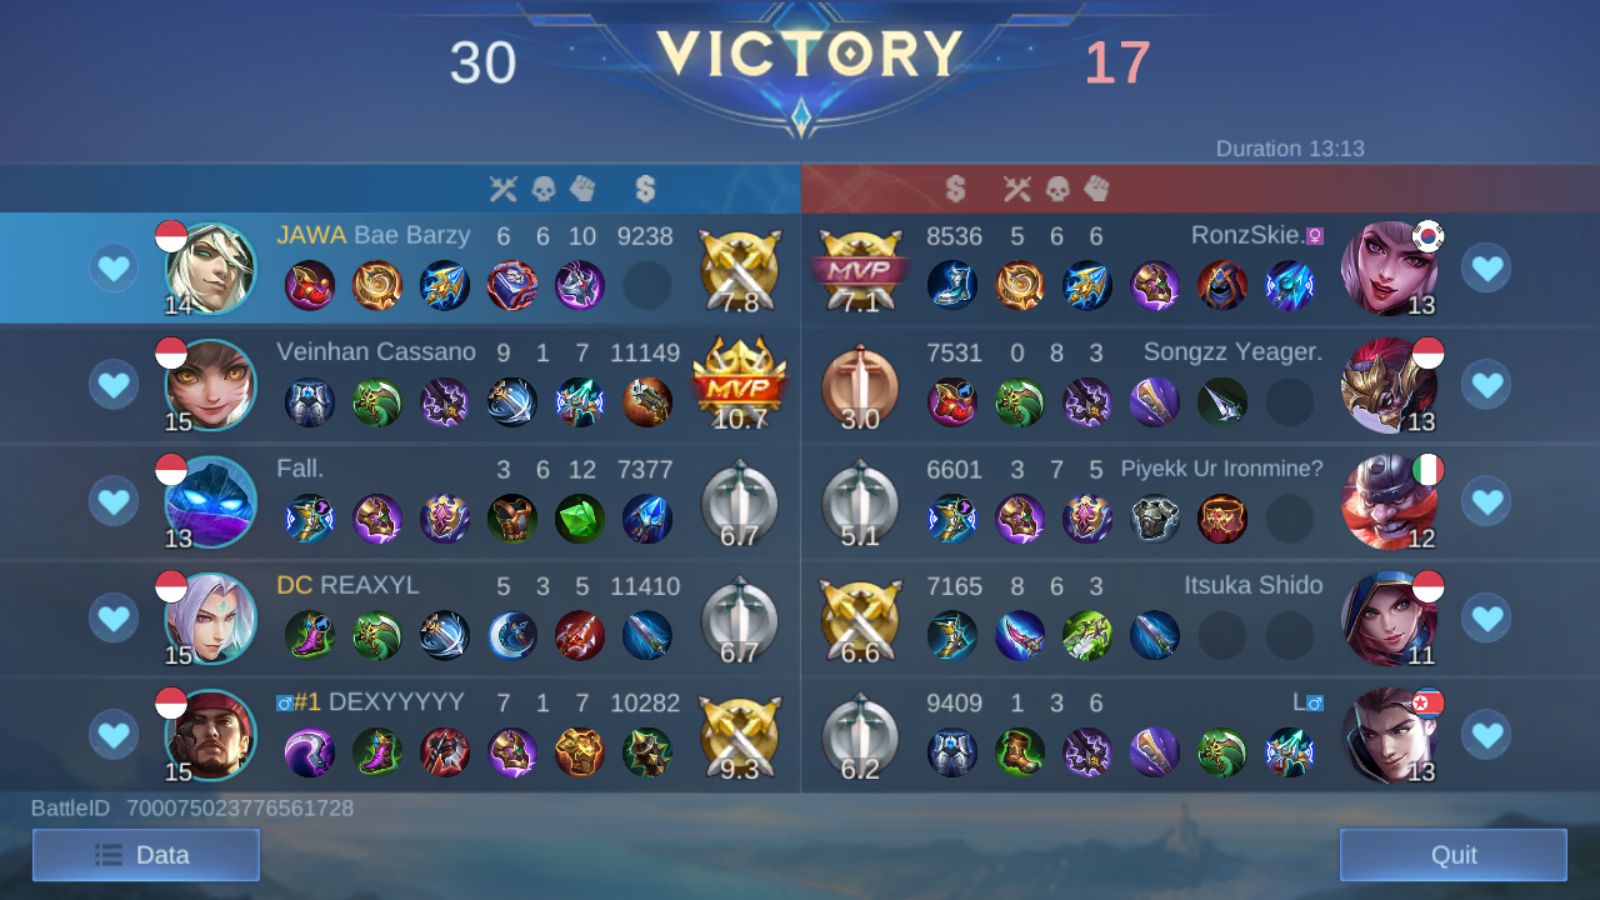 30 VICTORY 17
Duration 13:13
JAWA Bae Barzy 6 6 10 9238
14 7.8
MVP 8536 5 6 6 RonzSkie.♀
7.1 13
Veinhan Cassano 9 1 7 11149
15 MVP 10.7
7531 0 8 3 Songzz Yeager.
3.0 13
Fall. 3 6 12 7377
13 6.7
6601 3 7 5 Piyekk Ur Ironmine?
5.1 12
DC REAXYL 5 3 5 11410
15 6.7
7165 8 6 3 Itsuka Shido
6.6 11
♂#1 DEXYYYYY 7 1 7 10282
15 9.3
9409 1 3 6 L♂
6.2 13
BattleID 700075023776561728
Data
Quit